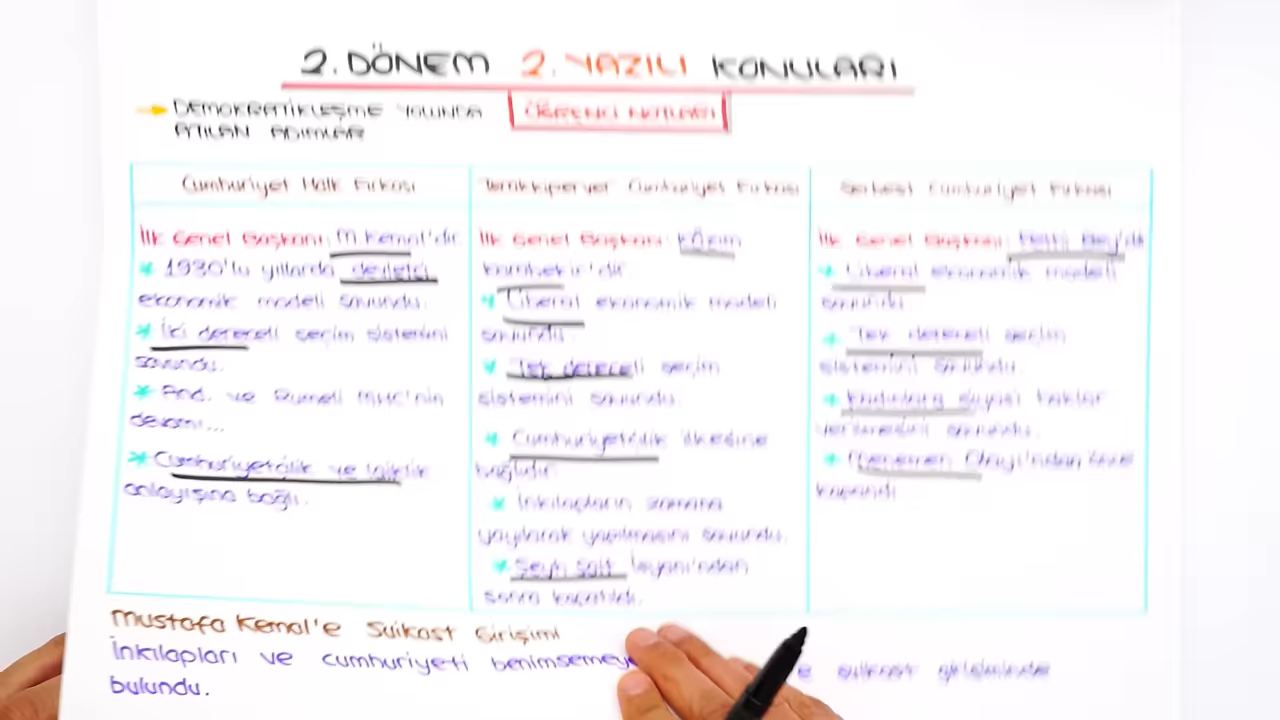 2. DÖNEM 2. YAZILI KONULARI
DEMOKRATİKLEŞME YOLUNDA
ATILAN ADIMLAR
ÖĞRENCİ NOTLARI
Cumhuriyet Halk Fırkası
İlk Genel Başkanı M Kemal'dir
* 1930'lu yıllarda devletçi
ekonomik modeli savundu.
* İki dereceli seçim sistemini
savundu.
* And. ve Rumeli MHC'nin
devamı...
* Cumhuriyetçilik ve laiklik
anlayışına bağlı.
Terakkiperver Cumhuriyet Fırkası
İlk Genel Başkanı Kâzım
Karabekir'dir
* Liberal ekonomik modeli
savundu.
* Tek dereceli seçim
sistemini savundu.
* Cumhuriyetçilik ilkesine
bağlıdır.
* İnkılapların zamana
yayılarak yapılmasını savundu.
* Şeyh Sait İsyanı'ndan
sonra kapatıldı.
Serbest Cumhuriyet Fırkası
İlk Genel Başkanı Fethi Bey'dir
* Liberal ekonomik modeli
savundu.
* Tek dereceli seçim
sistemini savundu.
* Kadınlara siyasi haklar
verilmesini savundu.
* Menemen Olayı'ndan önce
kapandı
Mustafa Kemal'e Suikast Girişimi
İnkılapları ve cumhuriyeti suikast girişiminde
bulundu.